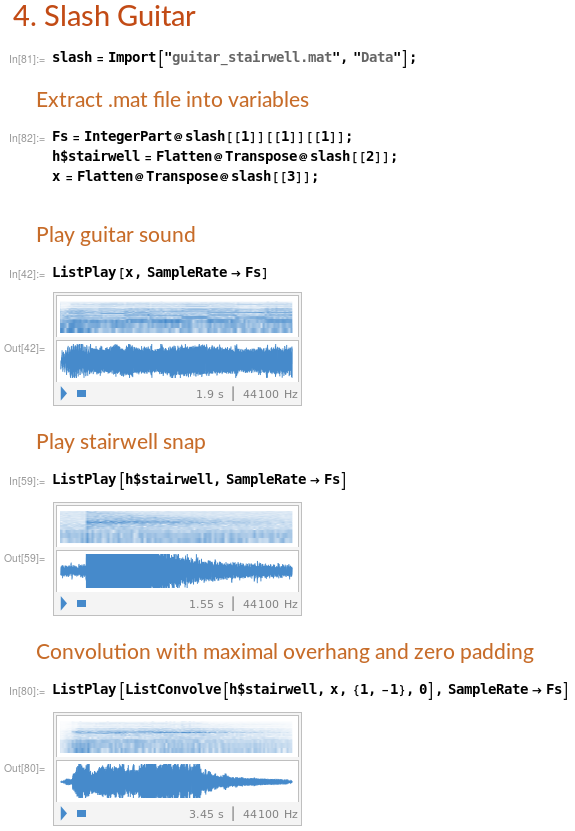 4. Slash Guitar
In[81]:= slash = Import["guitar_stairwell.mat", "Data"];
Extract .mat file into variables
In[82]:= Fs = IntegerPart@slash[[1]][[1]][[1]];
h$stairwell = Flatten@Transpose@slash[[2]];
x = Flatten@Transpose@slash[[3]];
Play guitar sound
In[42]:= ListPlay[x, SampleRate → Fs]
Out[42]=
1.9 s | 44100 Hz
Play stairwell snap
In[59]:= ListPlay[h$stairwell, SampleRate → Fs]
Out[59]=
1.55 s | 44100 Hz
Convolution with maximal overhang and zero padding
In[80]:= ListPlay[ListConvolve[h$stairwell, x, {1, -1}, 0], SampleRate → Fs]
Out[80]=
3.45 s | 44100 Hz